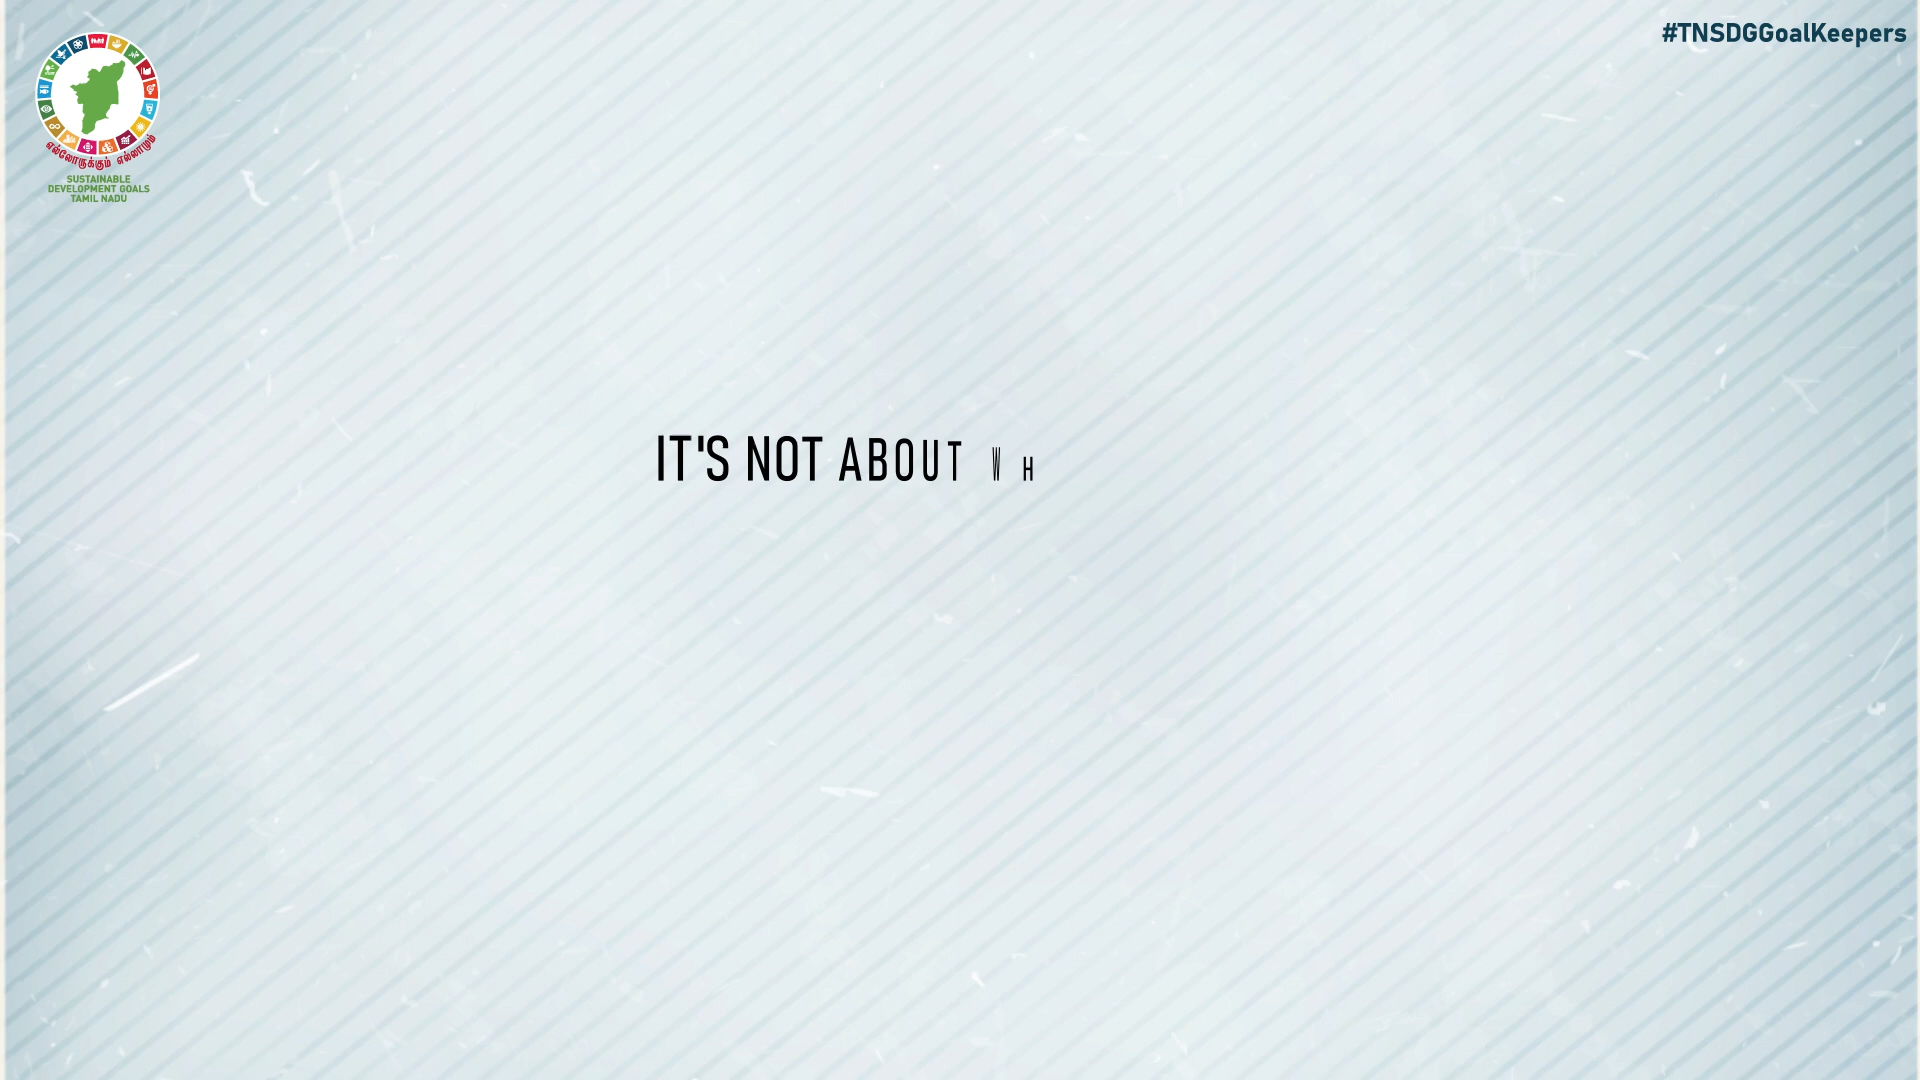 #TNSDGGoalKeepers
எல்லோருக்கும் எல்லாமும்
SUSTAINABLE
DEVELOPMENT GOALS
TAMIL NADU
IT'S NOT ABOUT W H